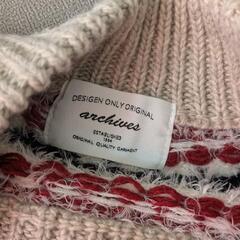 DESIGEN ONLY ORIGINAL
archives
ESTABLISHED
1994
ORIGINAL QUALITY GARMENT